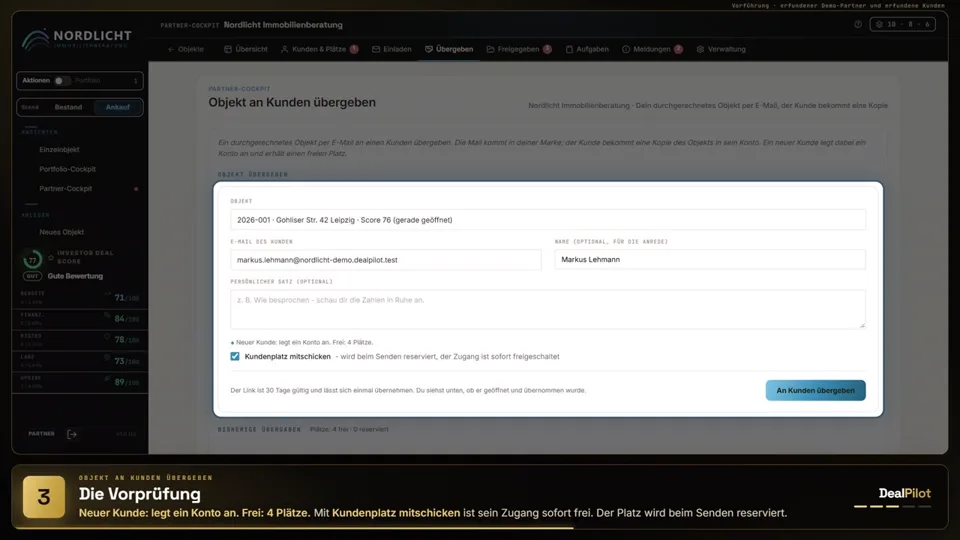 Vorführung · erfundener Demo-Partner und erfundene Kunden
NORDLICHT
IMMOBILIENBERATUNG
PARTNER-COCKPIT Nordlicht Immobilienberatung
10 · 8 · 6
← Objekte Übersicht Kunden & Plätze Einladen Übergeben Freigegeben Aufgaben Meldungen Verwaltung
Aktionen Portfolio
Bestand Ankauf
ANSICHTEN
Einzelobjekt
Portfolio-Cockpit
Partner-Cockpit
ABLEGEN
Neues Objekt
77
INVESTOR DEAL SCORE
GUT Gute Bewertung
RENDITE 71/100
FINANZ. 84/100
RISIKO 78/100
LAGE 73/100
UPSIDE 89/100
PARTNER
PARTNER-COCKPIT
Objekt an Kunden übergeben
Nordlicht Immobilienberatung · Dein durchgerechnetes Objekt per E-Mail, der Kunde bekommt eine Kopie
Ein durchgerechnetes Objekt per E-Mail an einen Kunden übergeben. Die Mail kommt in deiner Marke; der Kunde bekommt eine Kopie des Objekts in sein Konto. Ein neuer Kunde legt dabei ein
Konto an und erhält einen freien Platz.
OBJEKT ÜBERGEBEN
OBJEKT
2026-001 · Gohliser Str. 42 Leipzig · Score 76 (gerade geöffnet)
E-MAIL DES KUNDEN
markus.lehmann@nordlicht-demo.dealpilot.test
NAME (OPTIONAL, FÜR DIE ANREDE)
Markus Lehmann
PERSÖNLICHER SATZ (OPTIONAL)
z. B. Wie besprochen - schau dir die Zahlen in Ruhe an.
● Neuer Kunde: legt ein Konto an. Frei: 4 Plätze.
Kundenplatz mitschicken - wird beim Senden reserviert, der Zugang ist sofort freigeschaltet
Der Link ist 30 Tage gültig und lässt sich einmal übernehmen. Du siehst unten, ob er geöffnet und übernommen wurde.
An Kunden übergeben
BISHERIGE ÜBERGABEN Plätze: 4 frei · 0 reserviert
3
OBJEKT AN KUNDEN ÜBERGEBEN
Die Vorprüfung
Neuer Kunde: legt ein Konto an. Frei: 4 Plätze. Mit Kundenplatz mitschicken ist sein Zugang sofort frei. Der Platz wird beim Senden reserviert.
DealPilot